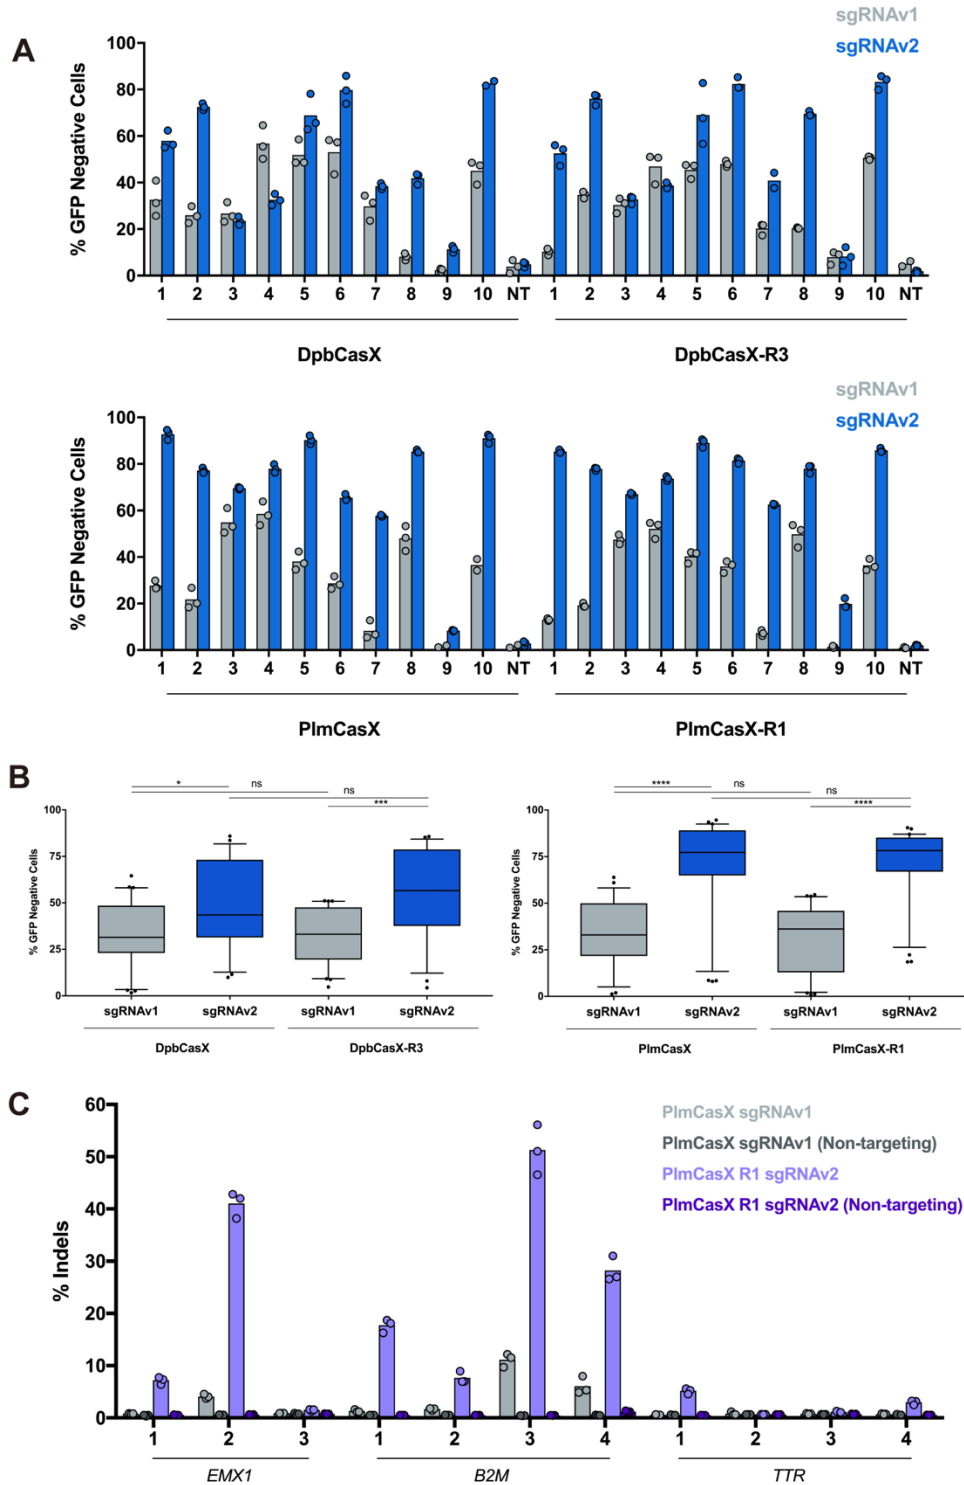 A
sgRNAv1
sgRNAv2
% GFP Negative Cells
100
80
60
40
20
0
1 2 3 4 5 6 7 8 9 10 NT 1 2 3 4 5 6 7 8 9 10 NT
DpbCasX DpbCasX-R3
sgRNAv1
sgRNAv2
% GFP Negative Cells
100
80
60
40
20
0
1 2 3 4 5 6 7 8 9 10 NT 1 2 3 4 5 6 7 8 9 10 NT
PlmCasX PlmCasX-R1
B
* ns
ns
***
% GFP Negative Cells
100
75
50
25
0
sgRNAv1 sgRNAv2 sgRNAv1 sgRNAv2
DpbCasX DpbCasX-R3
**** ns
ns
****
% GFP Negative Cells
100
75
50
25
0
sgRNAv1 sgRNAv2 sgRNAv1 sgRNAv2
PlmCasX PlmCasX-R1
C
PlmCasX sgRNAv1
PlmCasX sgRNAv1 (Non-targeting)
PlmCasX R1 sgRNAv2
PlmCasX R1 sgRNAv2 (Non-targeting)
% Indels
60
50
40
30
20
10
0
1 2 3 1 2 3 4 1 2 3 4
EMX1 B2M TTR